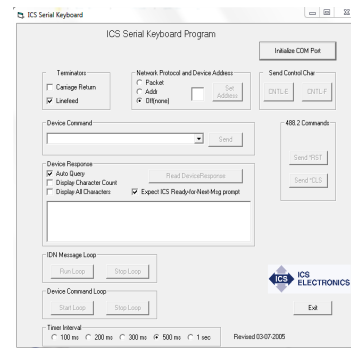 ICS Serial Keyboard
ICS Serial Keyboard Program
Initialize COM Port
Terminators
Carriage Return
Linefeed
Network Protocol and Device Address
Packet
Addr
Off(none)
Set
Address
Send Control Char
CNTL-E
CNTL-F
Device Command
Send
488.2 Commands
Send *RST
Send *CLS
Device Response
Auto Query
Display Character Count
Display All Characters
Read DeviceResponse
Expect ICS Ready-for-Next-Msg prompt
IDN Message Loop
Run Loop
Stop Loop
Device Command Loop
Start Loop
Stop Loop
ICS
ICS
ELECTRONICS
Exit
Timer Interval
100 ms
200 ms
300 ms
500 ms
1 sec
Revised 03-07-2005